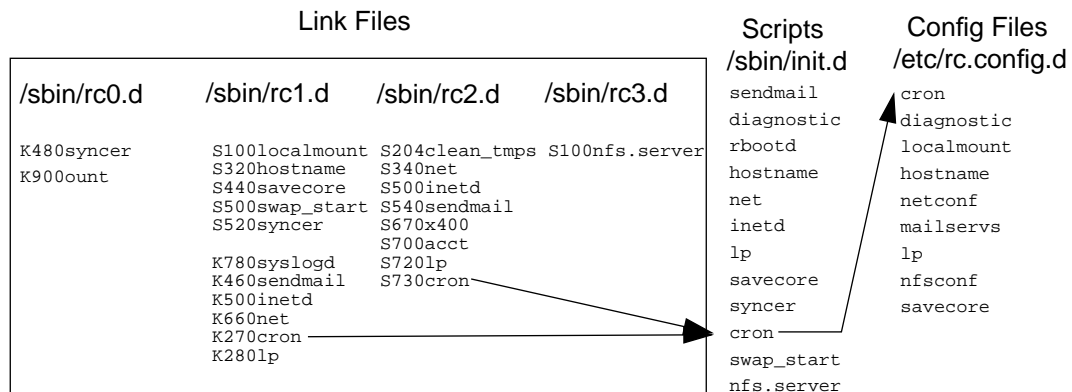 Link Files
Scripts
/sbin/init.d
Config Files
/etc/rc.config.d
/sbin/rc0.d
K480syncer
K900ount
/sbin/rc1.d
S100localmount
S320hostname
S440savecore
S500swap_start
S520syncer
K780syslogd
K460sendmail
K500inetd
K660net
K270cron
K280lp
/sbin/rc2.d
S204clean_tmps
S340net
S500inetd
S540sendmail
S670x400
S700acct
S720lp
S730cron
/sbin/rc3.d
S100nfs.server
sendmail
diagnostic
rbootd
hostname
net
inetd
lp
savecore
syncer
cron
swap_start
nfs.server
cron
diagnostic
localmount
hostname
netconf
mailservs
lp
nfsconf
savecore